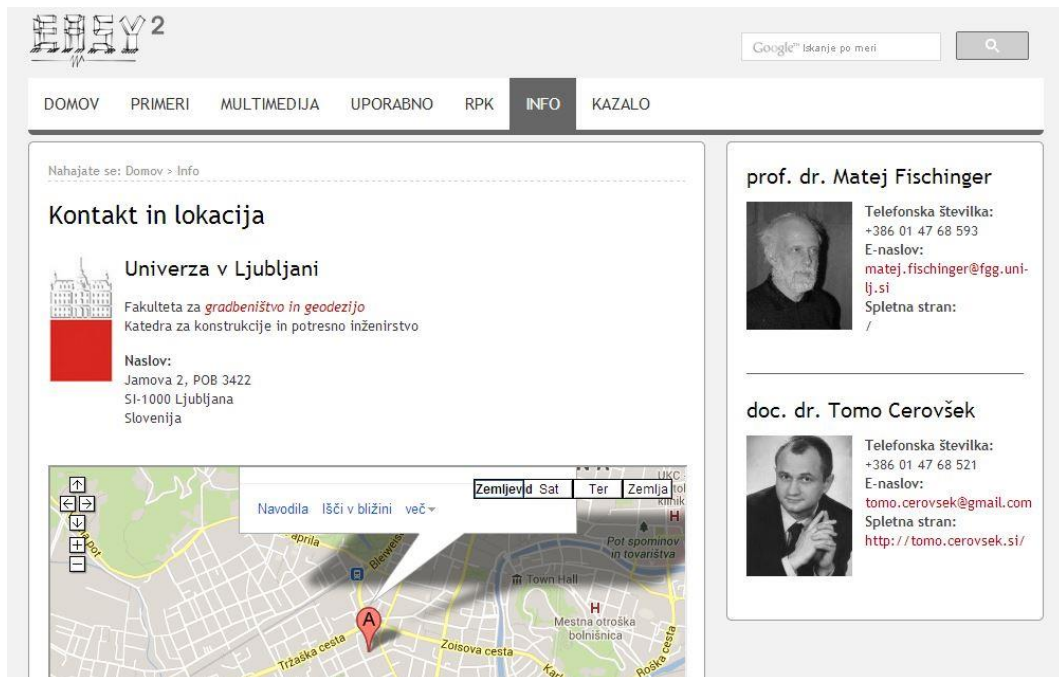 EASY2
Google™ Iskanje po meri
DOMOV PRIMERI MULTIMEDIJA UPORABNO RPK INFO KAZALO
Nahajate se: Domov > Info
Kontakt in lokacija
Univerza v Ljubljani
Fakulteta za gradbeništvo in geodezijo
Katedra za konstrukcije in potresno inženirstvo
Naslov:
Jamova 2, POB 3422
SI-1000 Ljubljana
Slovenija
Zemljevid Sat Ter Zemlja
Navodila Išči v bližini več
UKC
H
Pot spominov
in tovarištva
Town Hall
H
Mestna otroška
bolnišnica
A
Tržaška cesta
Zoisova cesta
Roška cesta
prof. dr. Matej Fischinger
Telefonska številka:
+386 01 47 68 593
E-naslov:
matej.fischinger@fgg.uni-
lj.si
Spletna stran:
/
doc. dr. Tomo Cerovšek
Telefonska številka:
+386 01 47 68 521
E-naslov:
tomo.cerovsek@gmail.com
Spletna stran:
http://tomo.cerovsek.si/